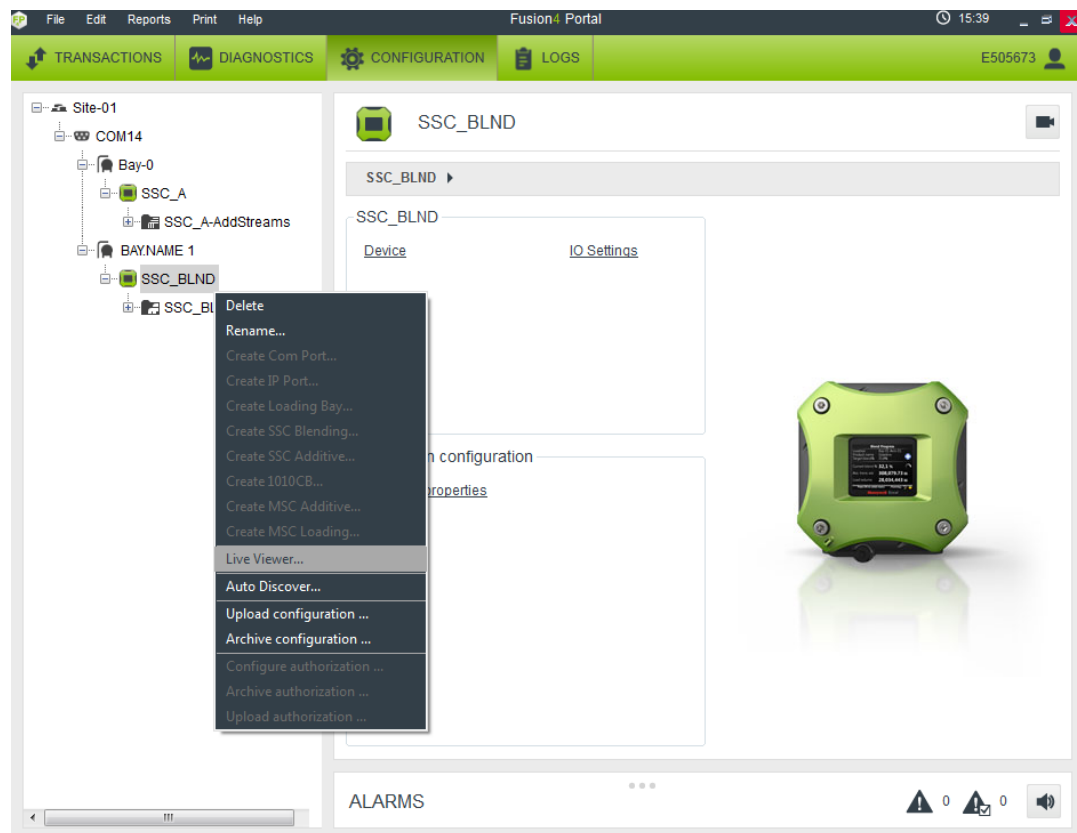 FP File Edit Reports Print Help Fusion4 Portal 15:39
TRANSACTIONS DIAGNOSTICS CONFIGURATION LOGS E505673
Site-01
COM14
Bay-0
SSC_A
SSC_A-AddStreams
BAY.NAME 1
SSC_BLND
SSC_BL
Delete
Rename...
Create Com Port...
Create IP Port...
Create Loading Bay...
Create SSC Blending...
Create SSC Additive...
Create 1010CB...
Create MSC Additive...
Create MSC Loading...
Live Viewer...
Auto Discover...
Upload configuration ...
Archive configuration ...
Configure authorization ...
Archive authorization ...
Upload authorization ...
SSC_BLND
SSC_BLND
SSC_BLND
Device IO Settings
configuration
properties
ALARMS 0 0